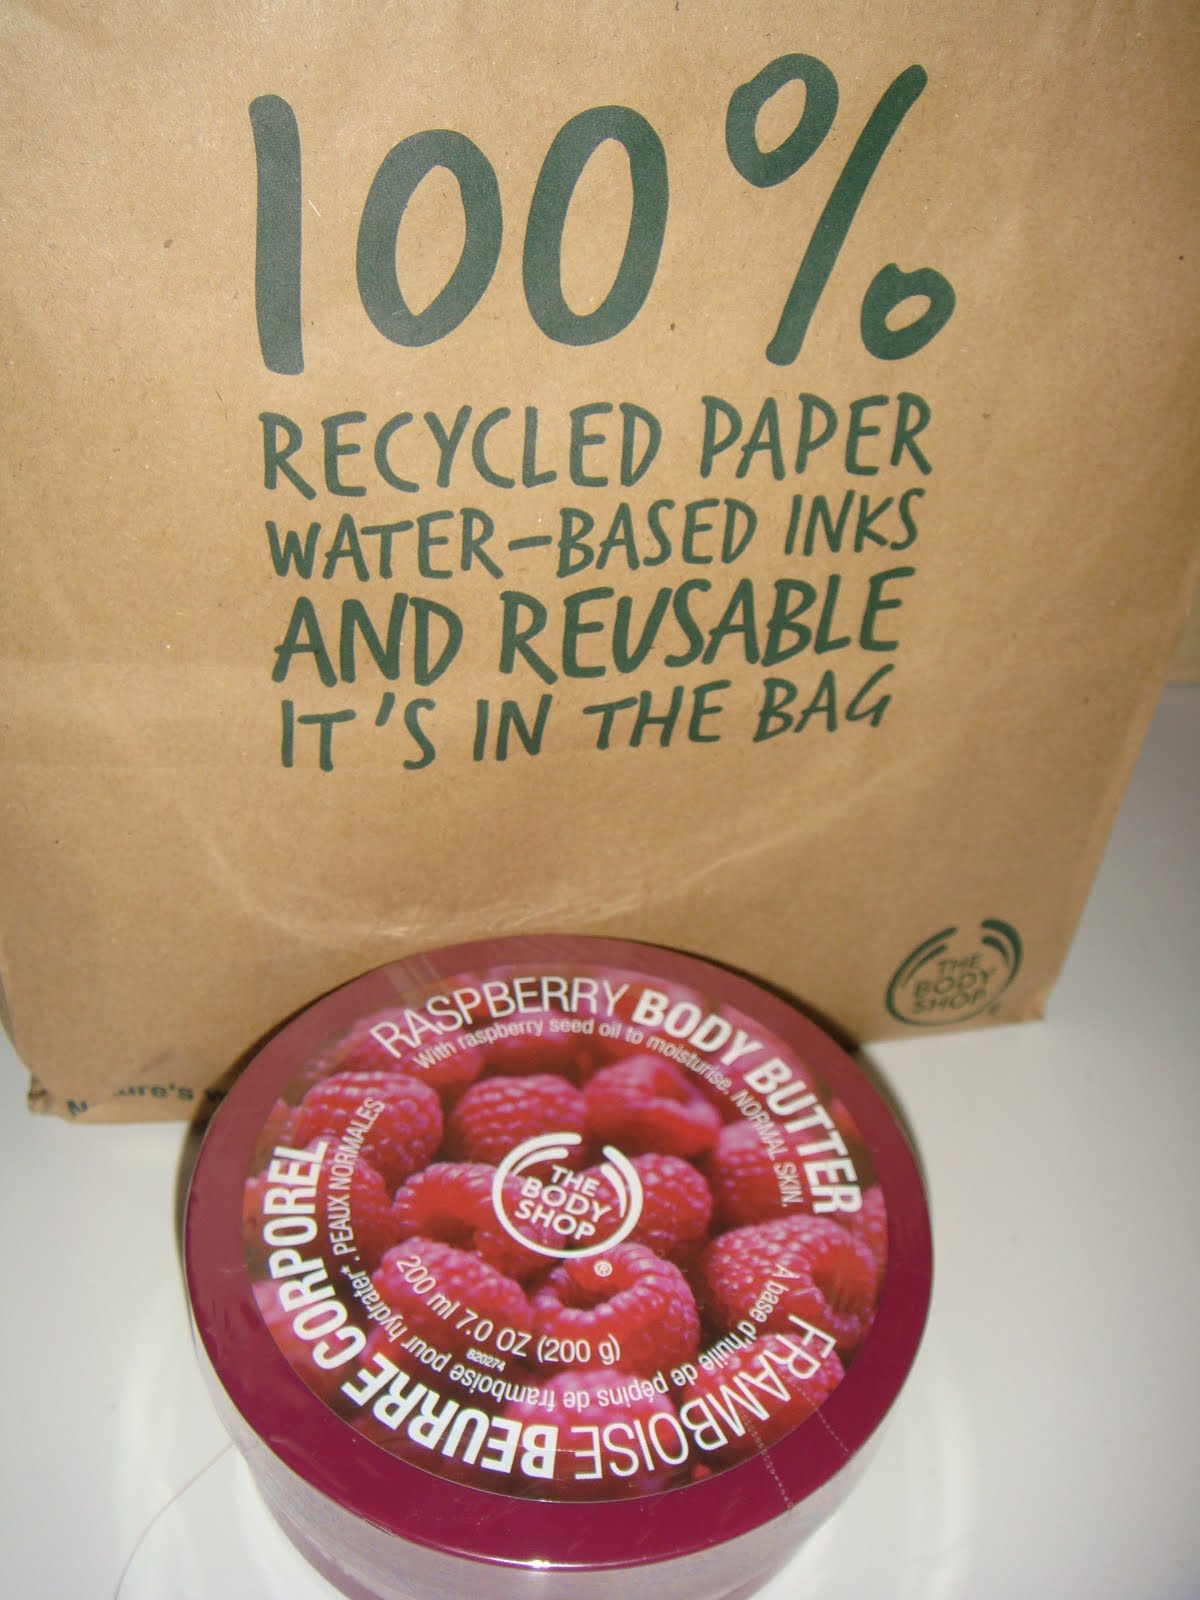 100%
RECYCLED PAPER
WATER-BASED INKS
AND REUSABLE
IT'S IN THE BAG
THE
BODY
SHOP
®
RASPBERRY BODY BUTTER
With raspberry seed oil to moisturise. NORMAL SKIN.
THE
BODY
SHOP
®
200 ml 7.0 OZ (200 g)
820274
FRAMBOISE BEURRE CORPOREL
A base d'huile de pépins de framboise pour hydrater*. PEAUX NORMALES